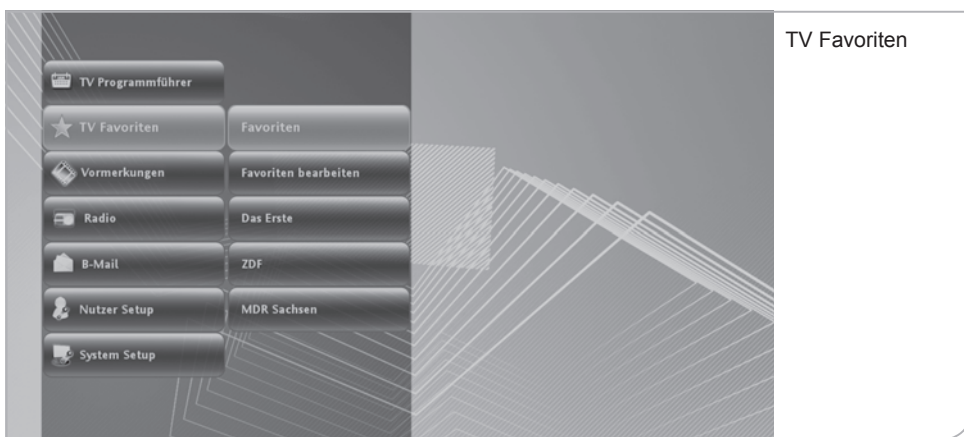 TV Programmführer
TV Favoriten
Vormerkungen
Radio
B-Mail
Nutzer Setup
System Setup
Favoriten
Favoriten bearbeiten
Das Erste
ZDF
MDR Sachsen
TV Favoriten